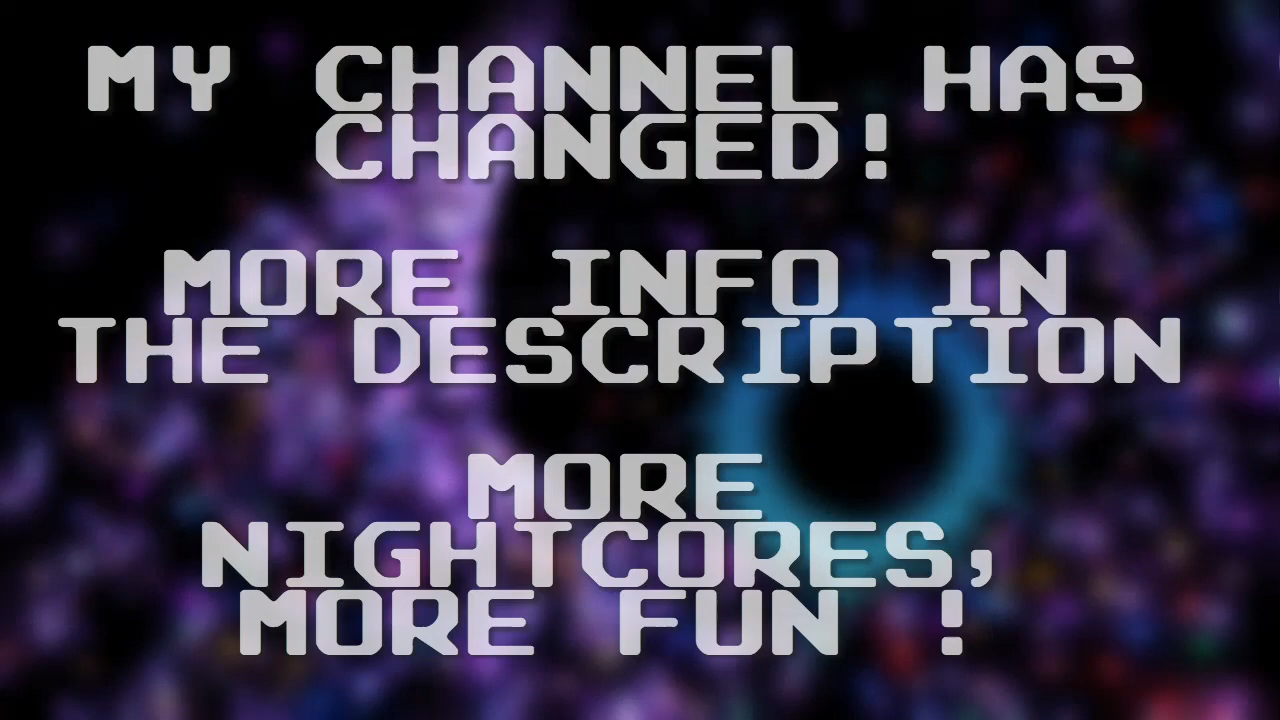 MY CHANNEL HAS
CHANGED!
MORE INFO IN
THE DESCRIPTION
MORE
NIGHTCORES,
MORE FUN !